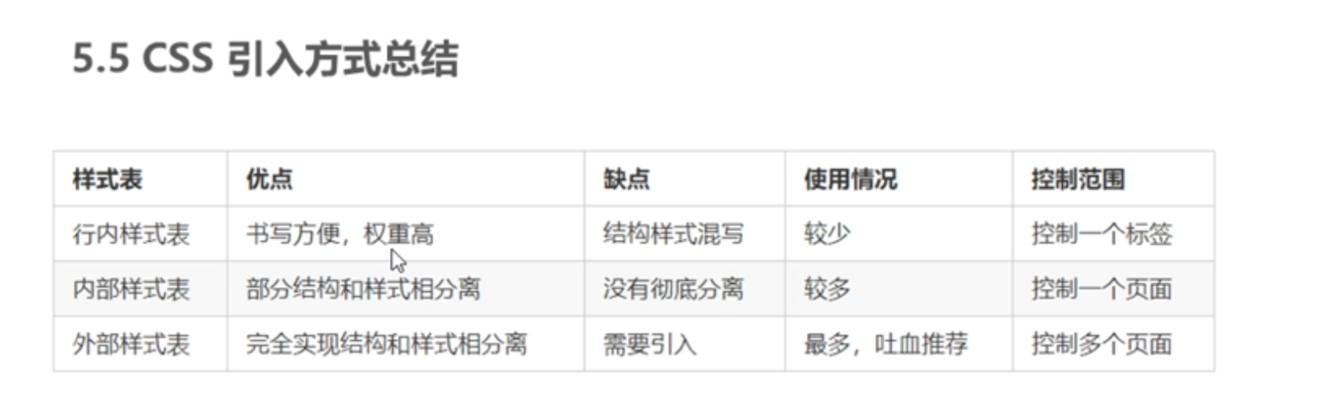 5.5 CSS 引入方式总结
样式表 优点 缺点 使用情况 控制范围
行内样式表 书写方便，权重高 结构样式混写 较少 控制一个标签
内部样式表 部分结构和样式相分离 没有彻底分离 较多 控制一个页面
外部样式表 完全实现结构和样式相分离 需要引入 最多，吐血推荐 控制多个页面